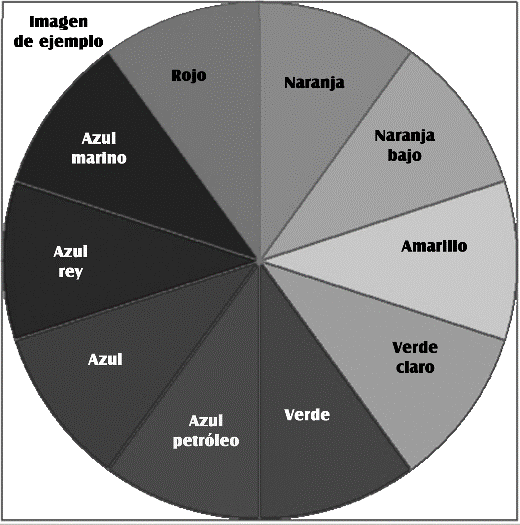 Imagen
de ejemplo
Rojo
Naranja
Azul
marino
Naranja
bajo
Azul
rey
Amarillo
Azul
Verde
claro
Azul
petróleo
Verde